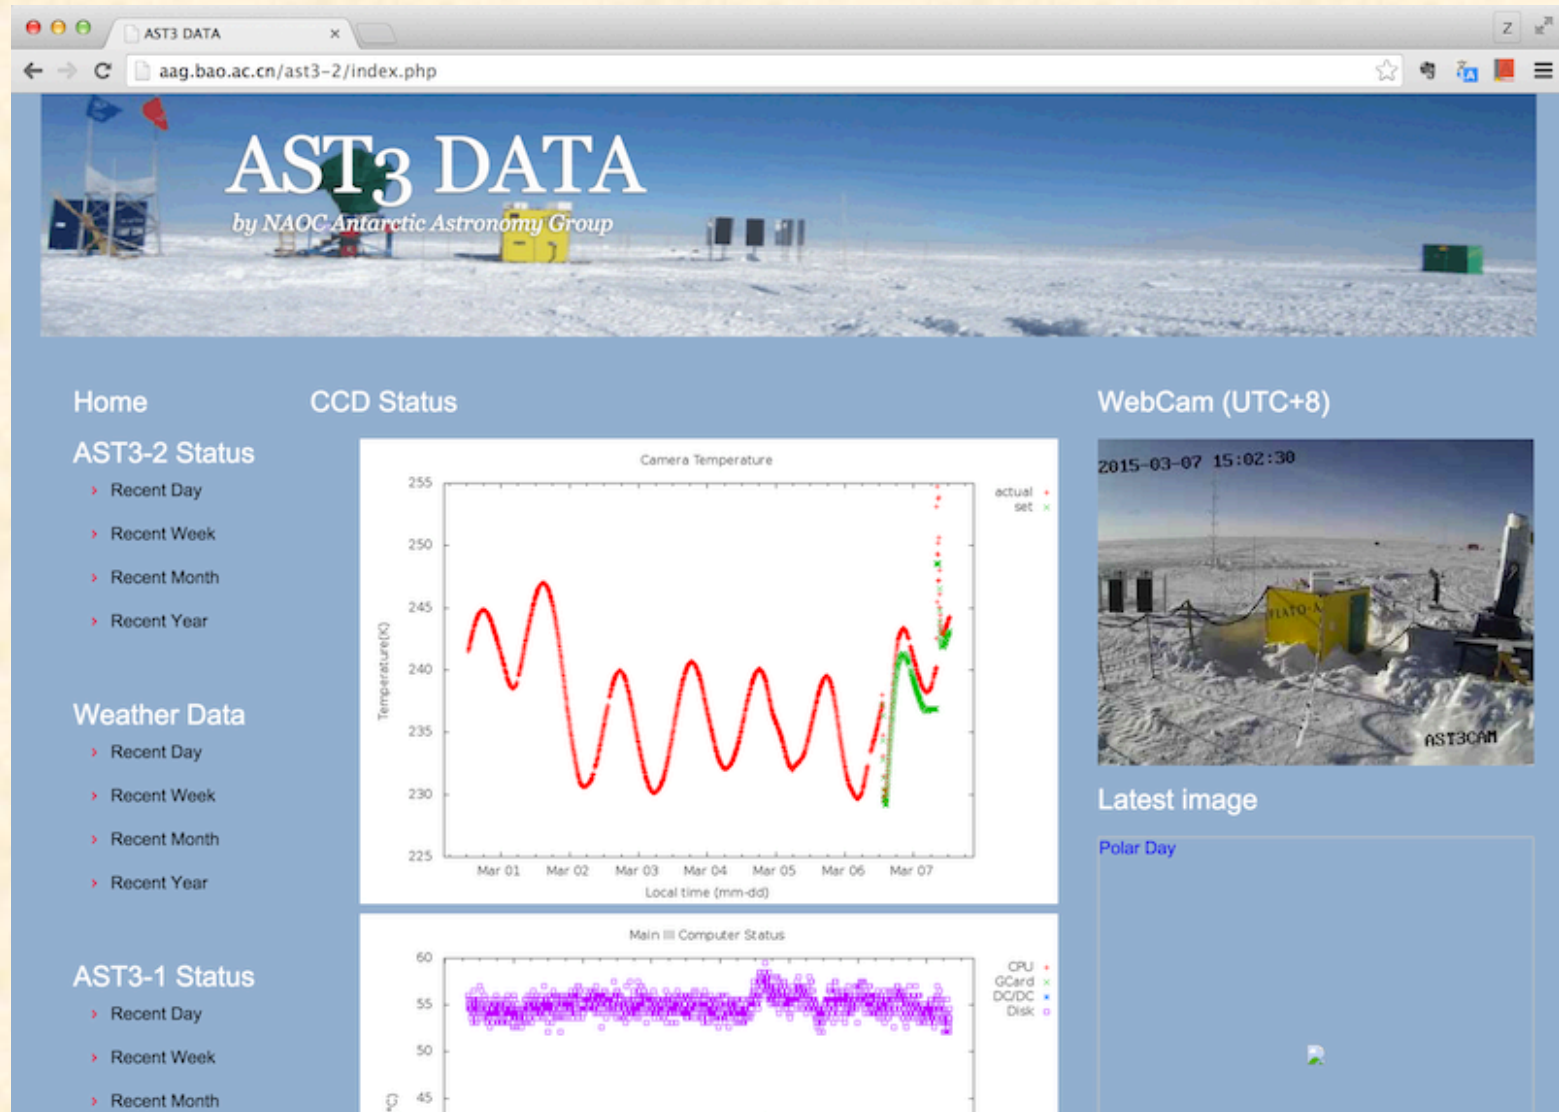 AST3 DATA
Z
aag.bao.ac.cn/ast3-2/index.php
AST3 DATA
by NAOC Antarctic Astronomy Group
Home
AST3-2 Status
Recent Day
Recent Week
Recent Month
Recent Year
Weather Data
Recent Day
Recent Week
Recent Month
Recent Year
AST3-1 Status
Recent Day
Recent Week
Recent Month
CCD Status
Camera Temperature
actual
set
255
250
245
240
235
230
225
Temperature(K)
Mar 01 Mar 02 Mar 03 Mar 04 Mar 05 Mar 06 Mar 07
Local time (mm-dd)
Main III Computer Status
CPU
GCard
DC/DC
Disk
60
55
50
45
°C)
WebCam (UTC+8)
2015-03-07 15:02:30
PLATO-A
AST3CAM
Latest image
Polar Day